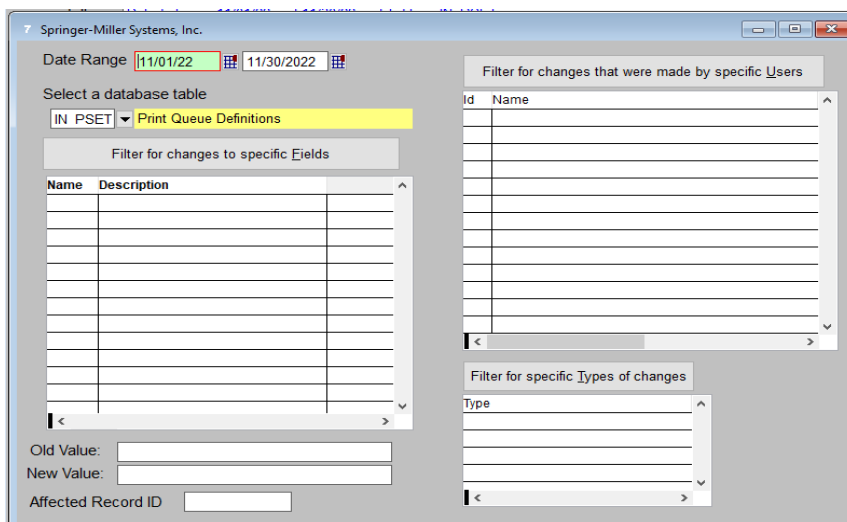 7 Springer-Miller Systems, Inc.
Date Range 11/01/22 11/30/2022
Select a database table
IN_PSET Print Queue Definitions
Filter for changes to specific Fields
Name Description
Old Value:
New Value:
Affected Record ID
Filter for changes that were made by specific Users
Id Name
Filter for specific Types of changes
Type